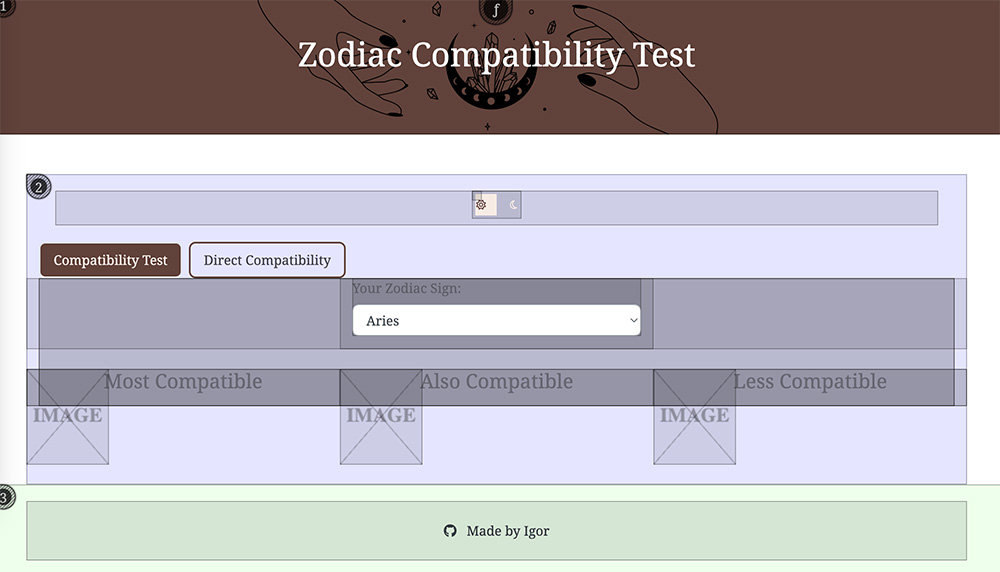 1
f
Zodiac Compatibility Test
2
Compatibility Test Direct Compatibility
Your Zodiac Sign:
Aries
Most Compatible Also Compatible Less Compatible
IMAGE IMAGE IMAGE
3
Made by Igor